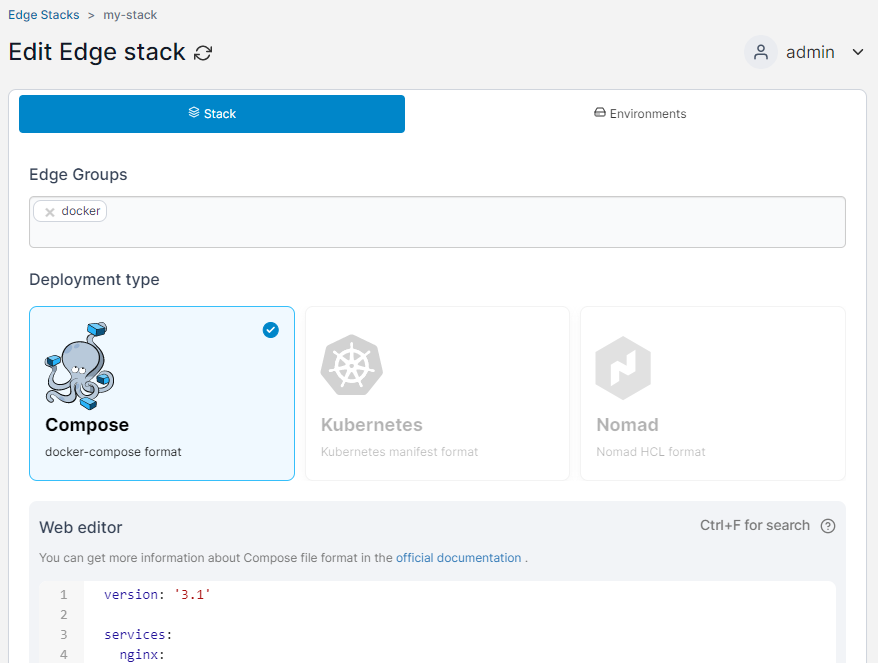 Edge Stacks > my-stack
Edit Edge stack
admin
Stack
Environments
Edge Groups
× docker
Deployment type
Compose
docker-compose format
Kubernetes
Kubernetes manifest format
Nomad
Nomad HCL format
Web editor
Ctrl+F for search
You can get more information about Compose file format in the official documentation .
1 version: '3.1'
2
3 services:
4 nginx: